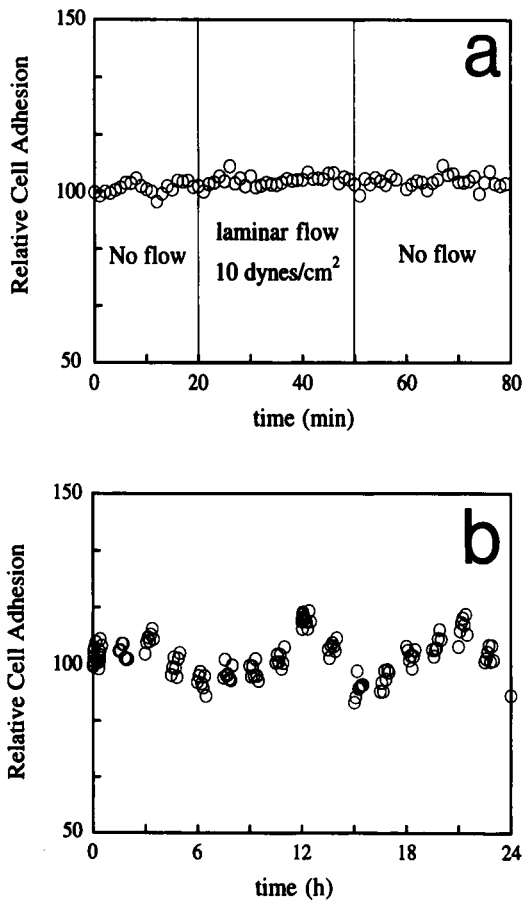 150
a
Relative Cell Adhesion
100
No flow
laminar flow
10 dynes/cm²
No flow
50
0 20 40 60 80
time (min)
150
b
Relative Cell Adhesion
100
50
0 6 12 18 24
time (h)